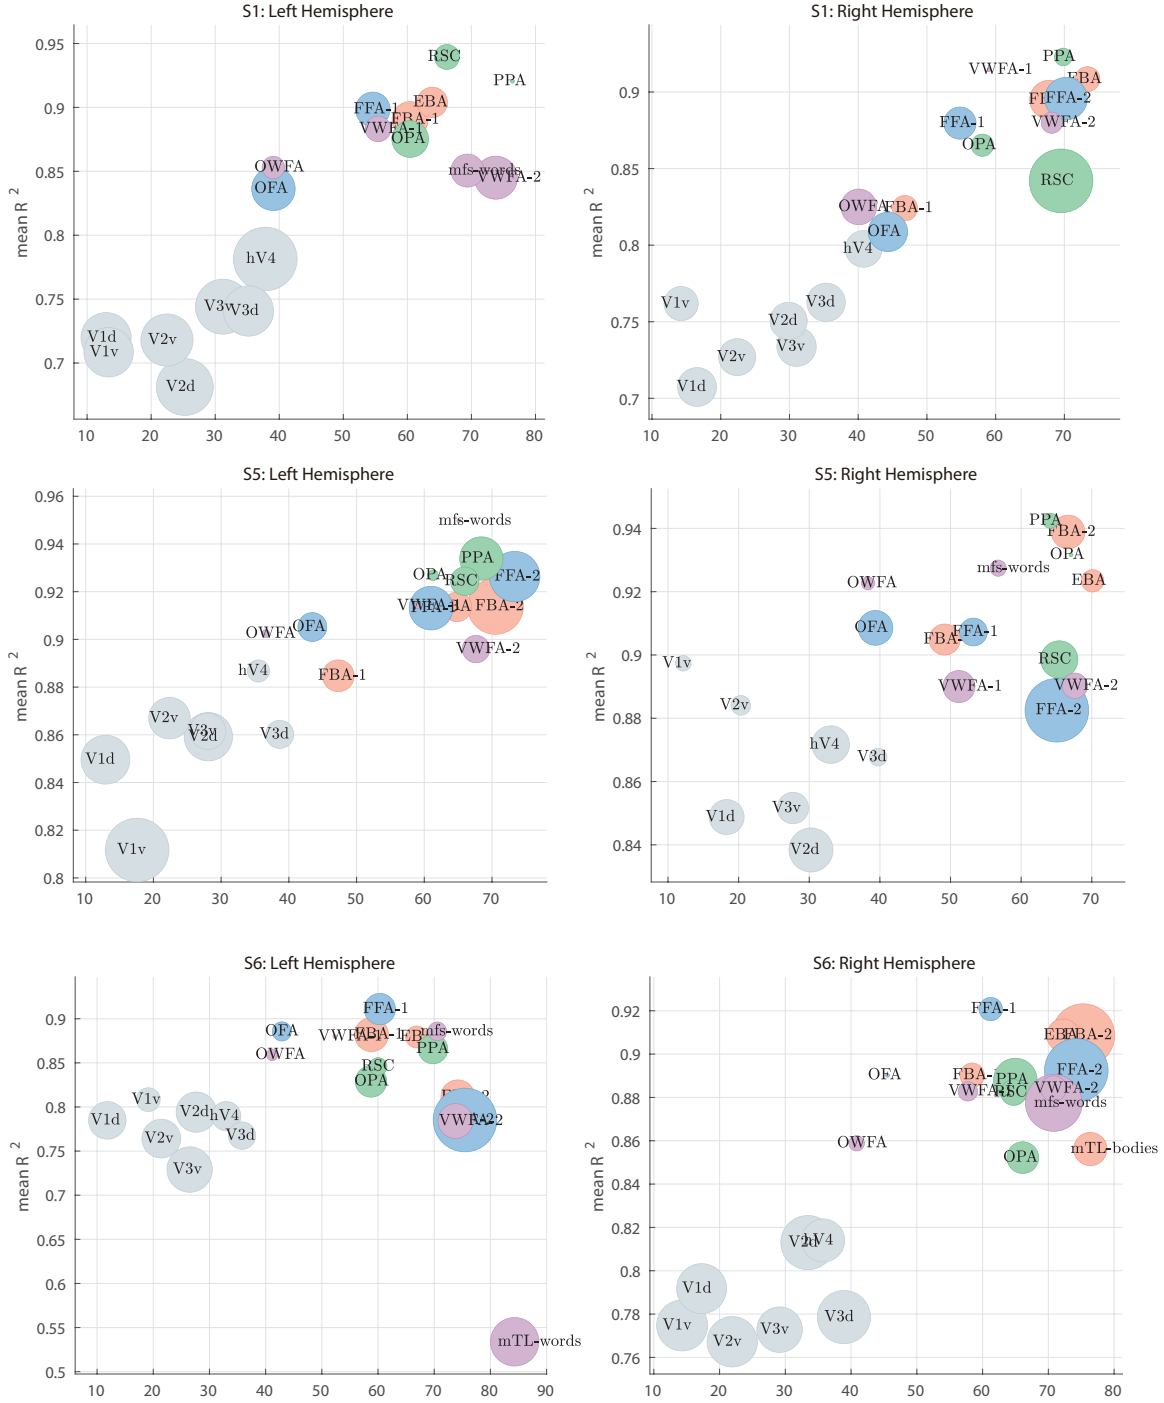 S1: Left Hemisphere
mean R 2
0.95
0.9
0.85
0.8
0.75
0.7
10 20 30 40 50 60 70 80
RSC
PPA
EBA
FFA-1
FBA-1
VWFA-1
OPA
OWFA
mfs-words
VWFA-2
OFA
hV4
V3v
V3d
V1d
V2v
V1v
V2d
S1: Right Hemisphere
mean R 2
0.9
0.85
0.8
0.75
0.7
10 20 30 40 50 60 70
PPA
VWFA-1
EBA
FFA-2
FFA-1
VWFA-2
OPA
RSC
OWFA
FBA-1
OFA
hV4
V1v
V3d
V2d
V3v
V2v
V1d
S5: Left Hemisphere
mean R 2
0.96
0.94
0.92
0.9
0.88
0.86
0.84
0.82
0.8
10 20 30 40 50 60 70
mfs-words
PPA
OPA
RSC
FFA-2
VWFA-1
FBA-2
OFA
OWFA
VWFA-2
hV4
FBA-1
V2v
V3v
V2d
V3d
V1d
V1v
S5: Right Hemisphere
mean R 2
0.94
0.92
0.9
0.88
0.86
0.84
10 20 30 40 50 60 70
PPA
FBA-2
OPA
mfs-words
EBA
OWFA
OFA
FFA-1
RSC
V1v
VWFA-1
VWFA-2
V2v
FFA-2
hV4
V3d
V3v
V1d
V2d
S6: Left Hemisphere
mean R 2
0.9
0.85
0.8
0.75
0.7
0.65
0.6
0.55
0.5
10 20 30 40 50 60 70 80 90
FFA-1
OFA
VWFA-1
FBA-1
mfs-words
OWFA
PPA
RSC
OPA
V1v
V1d
V2d
hV4
VWFA-2
V2v
V3d
V3v
mTL-words
S6: Right Hemisphere
mean R 2
0.92
0.9
0.88
0.86
0.84
0.82
0.8
0.78
0.76
10 20 30 40 50 60 70 80
FFA-1
EBA
FBA-2
OFA
PPA
FFA-2
RSC
VWFA-2
mfs-words
OWFA
OPA
mTL-bodies
V2d
hV4
V1d
V1v
V2v
V3v
V3d